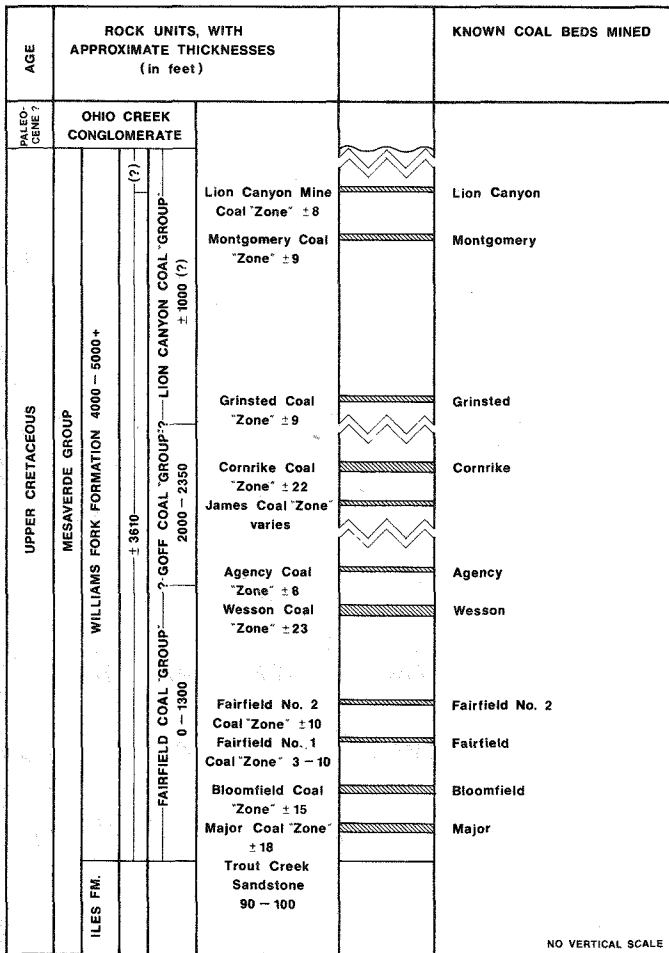 AGE
ROCK UNITS, WITH
APPROXIMATE THICKNESSES
(in feet)
KNOWN COAL BEDS MINED
PALEO-
CENE ?
OHIO CREEK
CONGLOMERATE
UPPER CRETACEOUS
MESAVERDE GROUP
WILLIAMS FORK FORMATION 4000 – 5000+
± 3610
(?)
LION CANYON COAL "GROUP"
± 1000 (?)
?
GOFF COAL "GROUP"
2000 – 2350
?
FAIRFIELD COAL "GROUP"
0 – 1300
ILES FM.
Lion Canyon Mine
Coal "Zone" ±8
Lion Canyon
Montgomery Coal
"Zone" ±9
Montgomery
Grinsted Coal
"Zone" ±9
Grinsted
Cornrike Coal
"Zone" ±22
Cornrike
James Coal "Zone"
varies
Agency Coal
"Zone" ±8
Agency
Wesson Coal
"Zone" ±23
Wesson
Fairfield No. 2
Coal "Zone" ±10
Fairfield No. 2
Fairfield No. 1
Coal "Zone" 3 – 10
Fairfield
Bloomfield Coal
"Zone" ±15
Bloomfield
Major Coal "Zone"
±18
Major
Trout Creek
Sandstone
90 – 100
NO VERTICAL SCALE